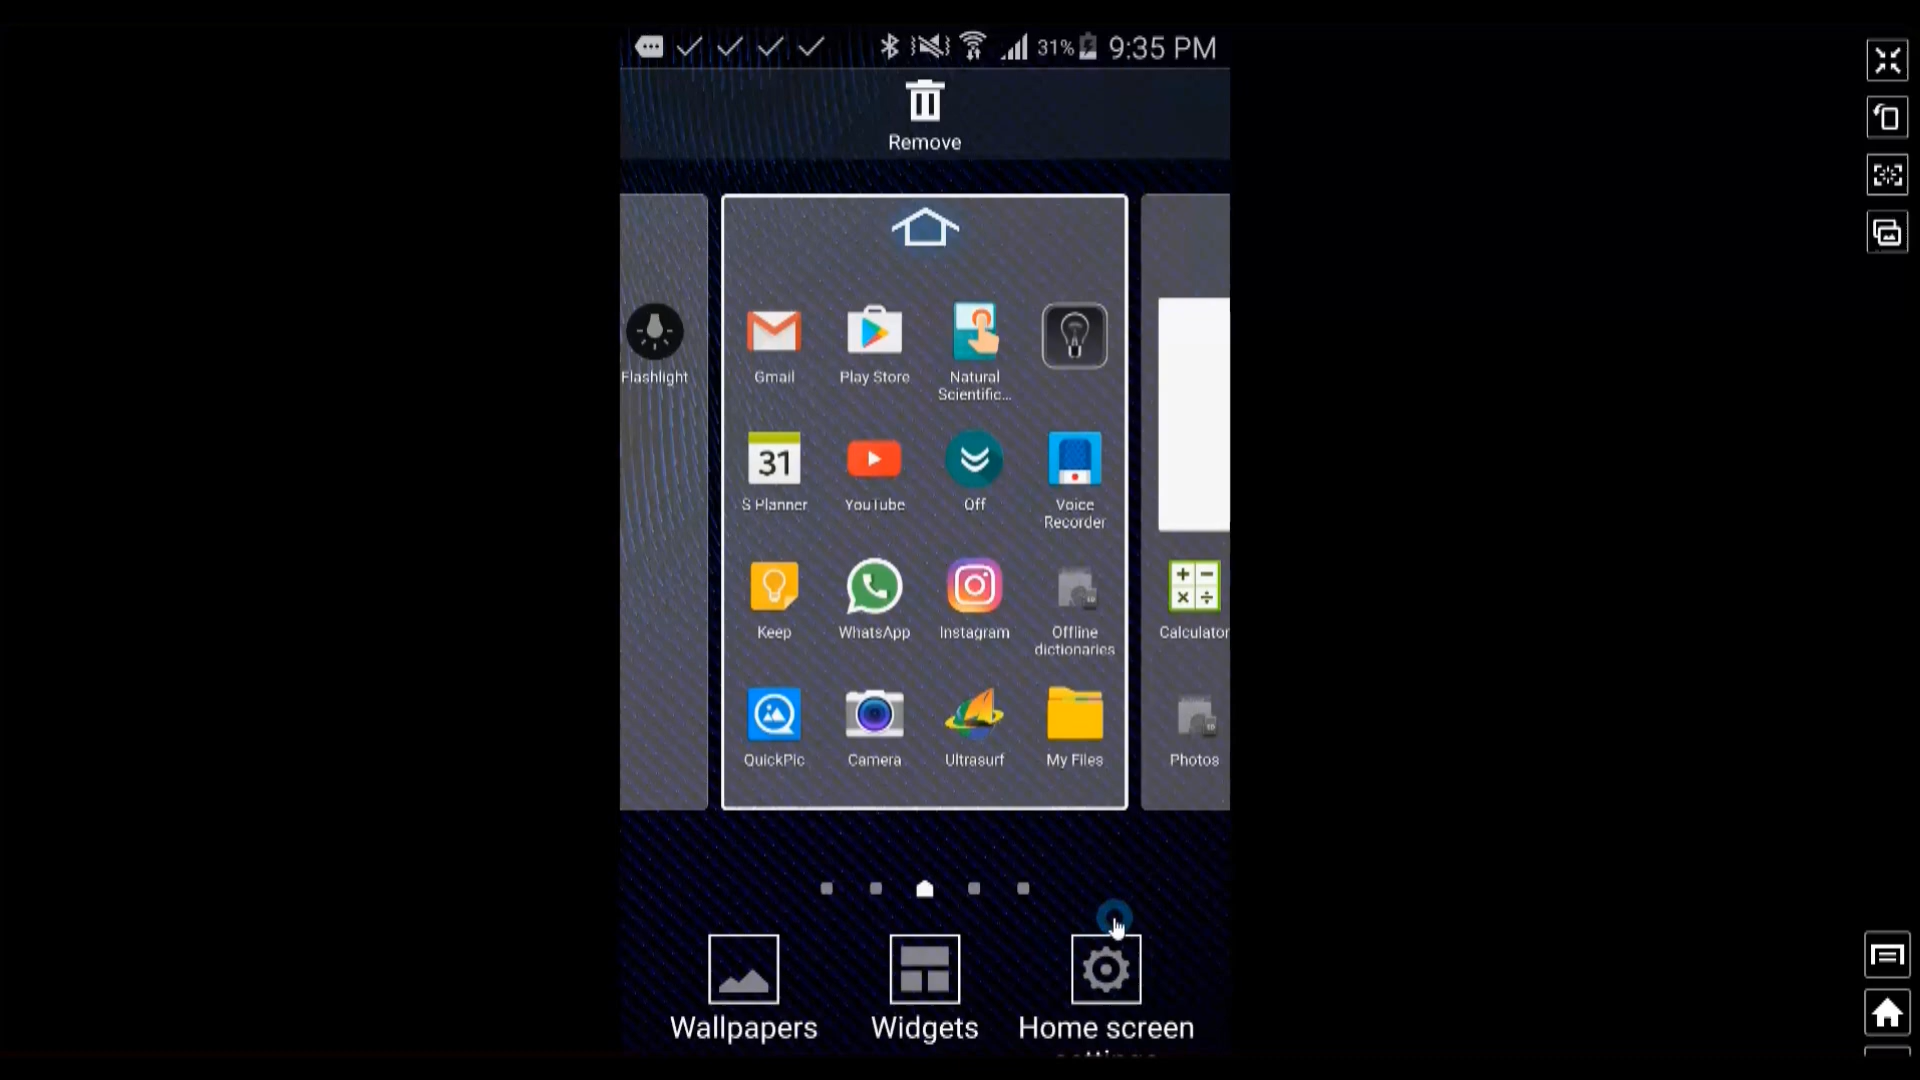 31% 9:35 PM
Remove
Flashlight
Gmail
Play Store
Natural
Scientific...
31
S Planner
YouTube
Off
Voice
Recorder
Keep
WhatsApp
Instagram
Offline
dictionaries
Calculator
QuickPic
Camera
Ultrasurf
My Files
Photos
Wallpapers
Widgets
Home screen